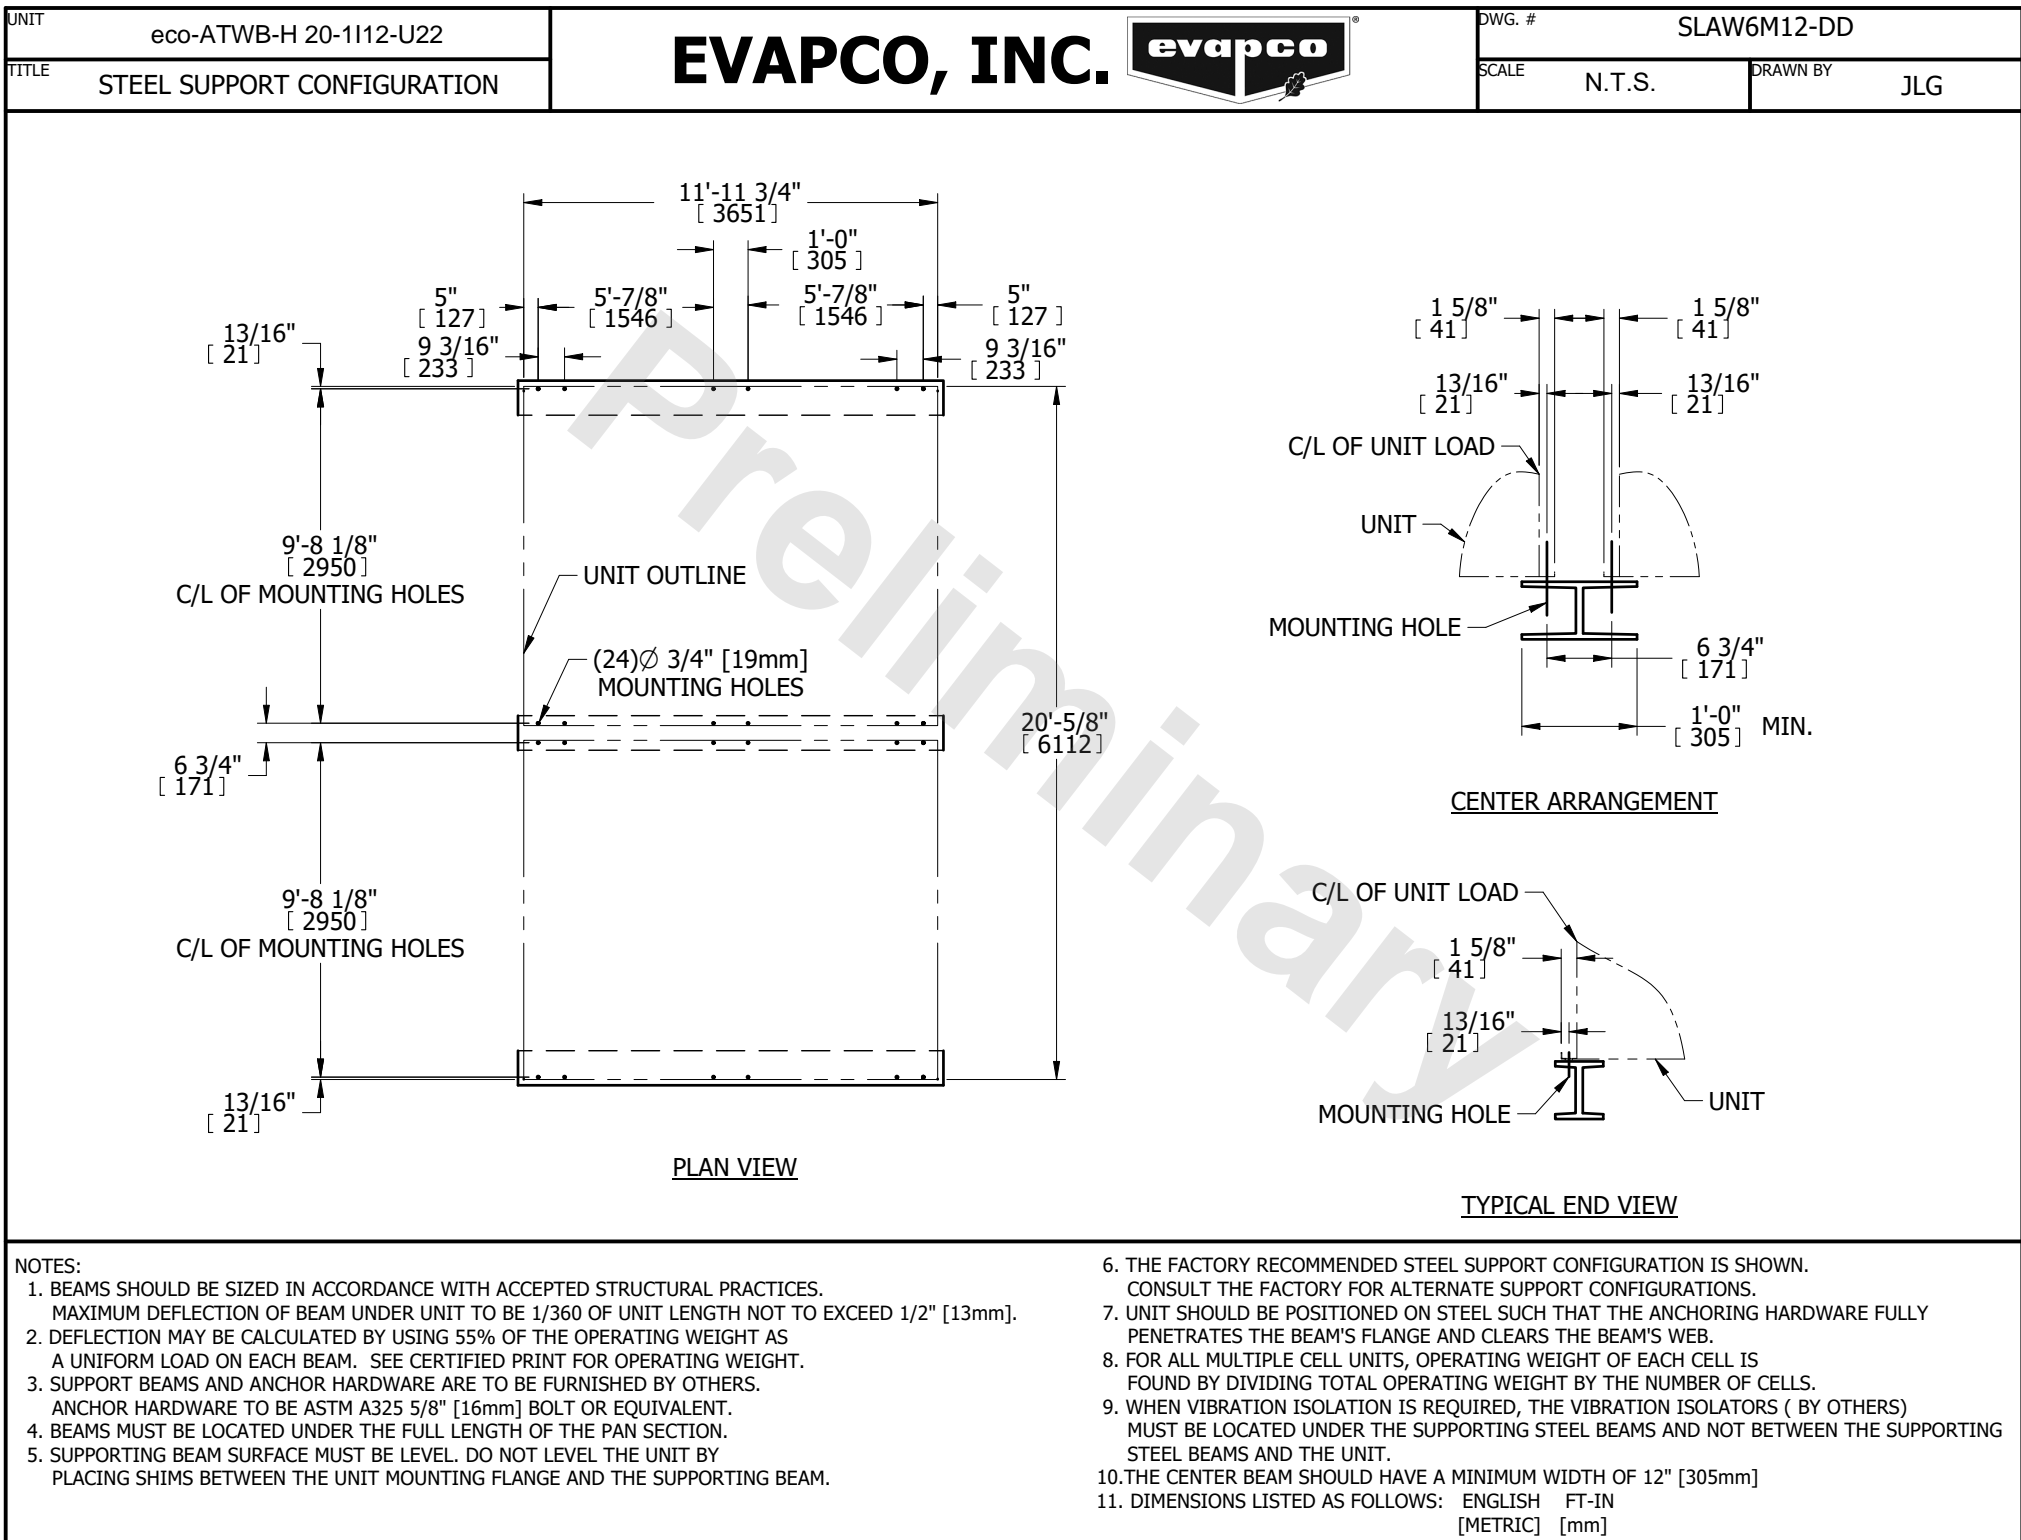 UNIT
eco-ATWB-H 20-1I12-U22
TITLE
STEEL SUPPORT CONFIGURATION
EVAPCO, INC.
evapco
®
DWG. #
SLAW6M12-DD
SCALE
N.T.S.
DRAWN BY
JLG
11'-11 3/4"
[ 3651 ]
1'-0"
[ 305 ]
5"
[ 127 ]
5'-7/8"
[ 1546 ]
5'-7/8"
[ 1546 ]
5"
[ 127 ]
13/16"
[ 21 ]
9 3/16"
[ 233 ]
9 3/16"
[ 233 ]
9'-8 1/8"
[ 2950 ]
C/L OF MOUNTING HOLES
UNIT OUTLINE
(24)Ø 3/4" [19mm]
MOUNTING HOLES
20'-5/8"
[ 6112 ]
6 3/4"
[ 171 ]
9'-8 1/8"
[ 2950 ]
C/L OF MOUNTING HOLES
13/16"
[ 21 ]
PLAN VIEW
Preliminary
1 5/8"
[ 41 ]
1 5/8"
[ 41 ]
13/16"
[ 21 ]
13/16"
[ 21 ]
C/L OF UNIT LOAD
UNIT
MOUNTING HOLE
6 3/4"
[ 171 ]
1'-0"
[ 305 ] MIN.
CENTER ARRANGEMENT
C/L OF UNIT LOAD
1 5/8"
[ 41 ]
13/16"
[ 21 ]
MOUNTING HOLE
UNIT
TYPICAL END VIEW
NOTES:
1. BEAMS SHOULD BE SIZED IN ACCORDANCE WITH ACCEPTED STRUCTURAL PRACTICES.
MAXIMUM DEFLECTION OF BEAM UNDER UNIT TO BE 1/360 OF UNIT LENGTH NOT TO EXCEED 1/2" [13mm].
2. DEFLECTION MAY BE CALCULATED BY USING 55% OF THE OPERATING WEIGHT AS
A UNIFORM LOAD ON EACH BEAM. SEE CERTIFIED PRINT FOR OPERATING WEIGHT.
3. SUPPORT BEAMS AND ANCHOR HARDWARE ARE TO BE FURNISHED BY OTHERS.
ANCHOR HARDWARE TO BE ASTM A325 5/8" [16mm] BOLT OR EQUIVALENT.
4. BEAMS MUST BE LOCATED UNDER THE FULL LENGTH OF THE PAN SECTION.
5. SUPPORTING BEAM SURFACE MUST BE LEVEL. DO NOT LEVEL THE UNIT BY
PLACING SHIMS BETWEEN THE UNIT MOUNTING FLANGE AND THE SUPPORTING BEAM.
6. THE FACTORY RECOMMENDED STEEL SUPPORT CONFIGURATION IS SHOWN.
CONSULT THE FACTORY FOR ALTERNATE SUPPORT CONFIGURATIONS.
7. UNIT SHOULD BE POSITIONED ON STEEL SUCH THAT THE ANCHORING HARDWARE FULLY
PENETRATES THE BEAM'S FLANGE AND CLEARS THE BEAM'S WEB.
8. FOR ALL MULTIPLE CELL UNITS, OPERATING WEIGHT OF EACH CELL IS
FOUND BY DIVIDING TOTAL OPERATING WEIGHT BY THE NUMBER OF CELLS.
9. WHEN VIBRATION ISOLATION IS REQUIRED, THE VIBRATION ISOLATORS ( BY OTHERS)
MUST BE LOCATED UNDER THE SUPPORTING STEEL BEAMS AND NOT BETWEEN THE SUPPORTING
STEEL BEAMS AND THE UNIT.
10.THE CENTER BEAM SHOULD HAVE A MINIMUM WIDTH OF 12" [305mm]
11. DIMENSIONS LISTED AS FOLLOWS: ENGLISH FT-IN
[METRIC] [mm]